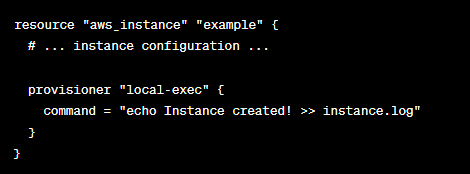 resource "aws_instance" "example" {
  # ... instance configuration ...

  provisioner "local-exec" {
    command = "echo Instance created! >> instance.log"
  }
}